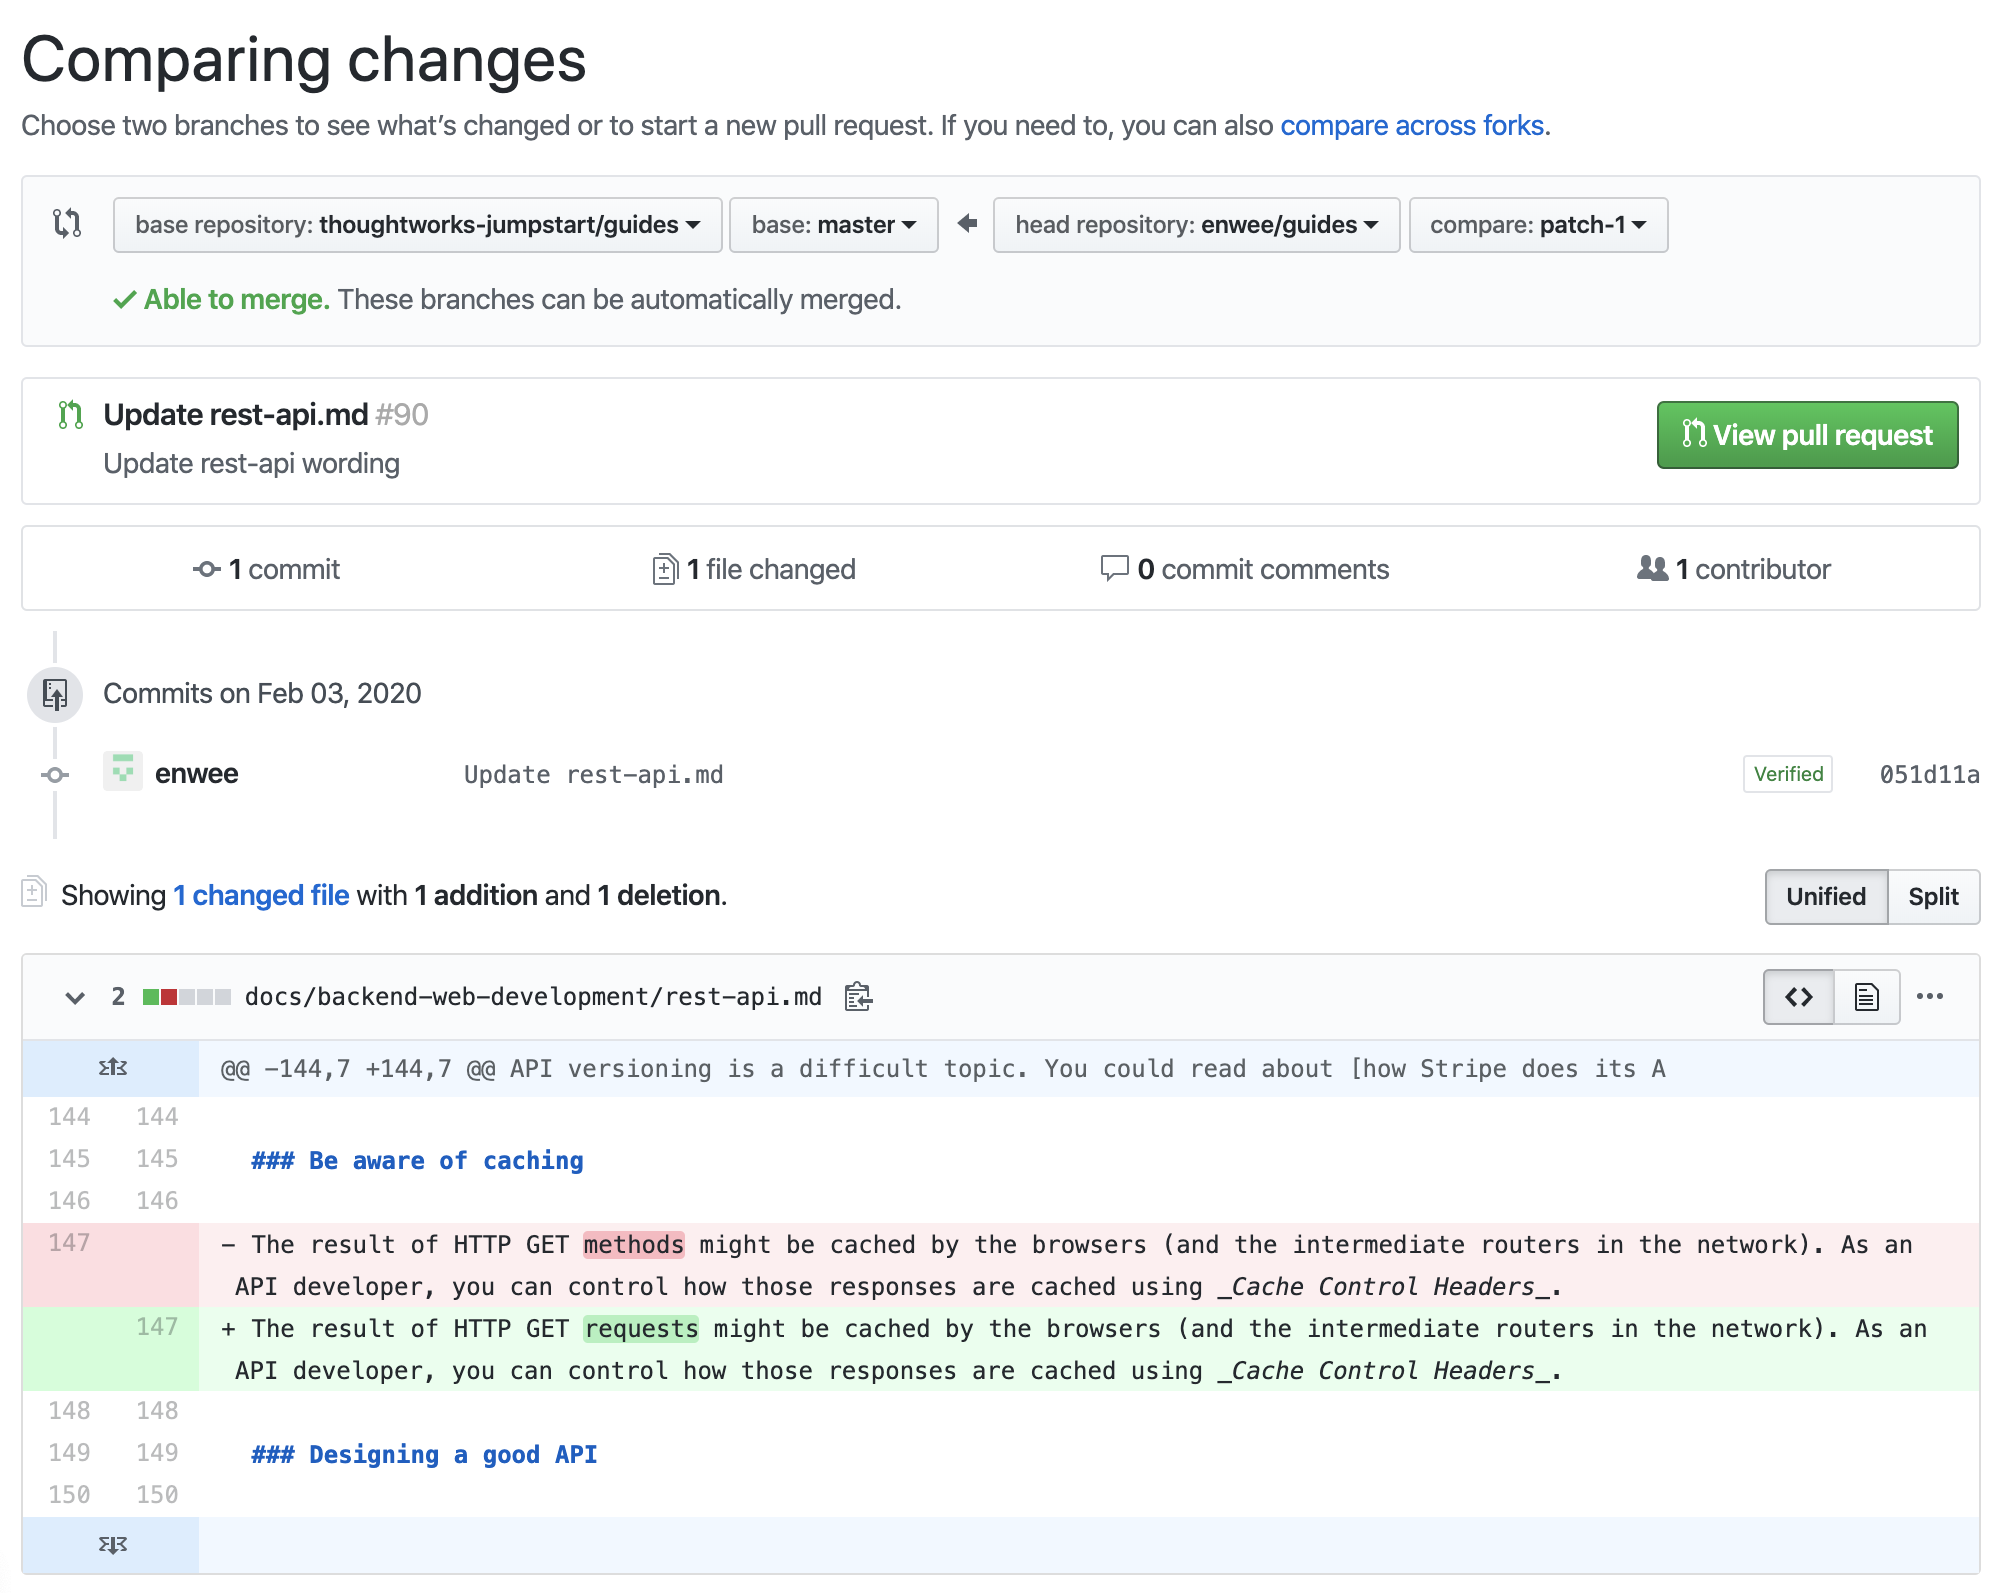 Comparing changes
Choose two branches to see what’s changed or to start a new pull request. If you need to, you can also compare across forks.
base repository: thoughtworks-jumpstart/guides base: master head repository: enwee/guides compare: patch-1
Able to merge. These branches can be automatically merged.
Update rest-api.md #90
View pull request
Update rest-api wording
1 commit 1 file changed 0 commit comments 1 contributor
Commits on Feb 03, 2020
enwee Update rest-api.md Verified 051d11a
Showing 1 changed file with 1 addition and 1 deletion.
Unified Split
2 docs/backend-web-development/rest-api.md
@@ -144,7 +144,7 @@ API versioning is a difficult topic. You could read about [how Stripe does its A
144 144
145 145 ### Be aware of caching
146 146
147 - The result of HTTP GET methods might be cached by the browsers (and the intermediate routers in the network). As an
API developer, you can control how those responses are cached using _Cache Control Headers_.
147 + The result of HTTP GET requests might be cached by the browsers (and the intermediate routers in the network). As an
API developer, you can control how those responses are cached using _Cache Control Headers_.
148 148
149 149 ### Designing a good API
150 150